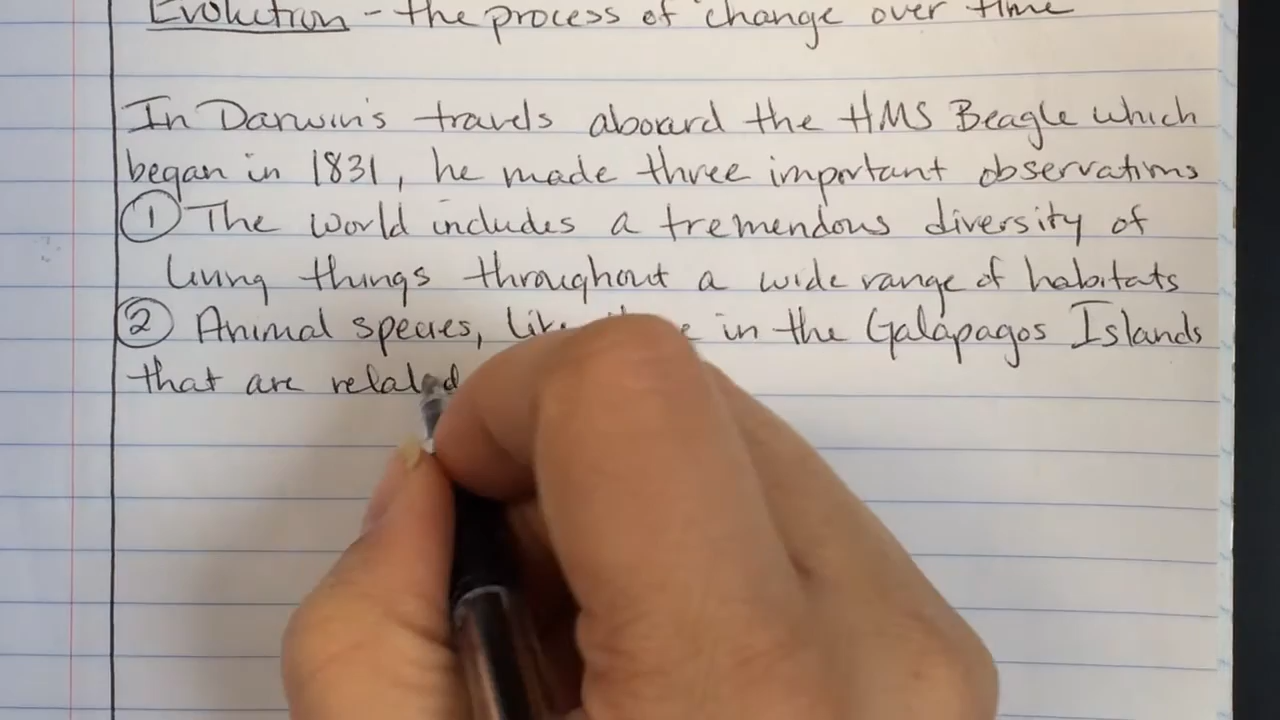 Evolution - the process of change over time
In Darwin's travels aboard the HMS Beagle which
began in 1831, he made three important observations
① The world includes a tremendous diversity of
living things throughout a wide range of habitats
② Animal species, in the Galápagos Islands
that are related